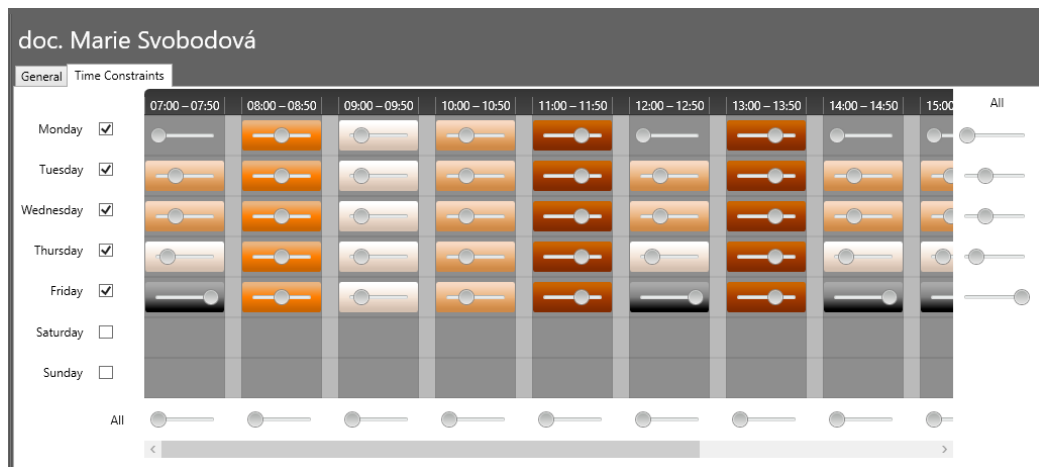 doc. Marie Svobodová
General Time Constraints
07:00 – 07:50 08:00 – 08:50 09:00 – 09:50 10:00 – 10:50 11:00 – 11:50 12:00 – 12:50 13:00 – 13:50 14:00 – 14:50 15:00 All
Monday
Tuesday
Wednesday
Thursday
Friday
Saturday
Sunday
All